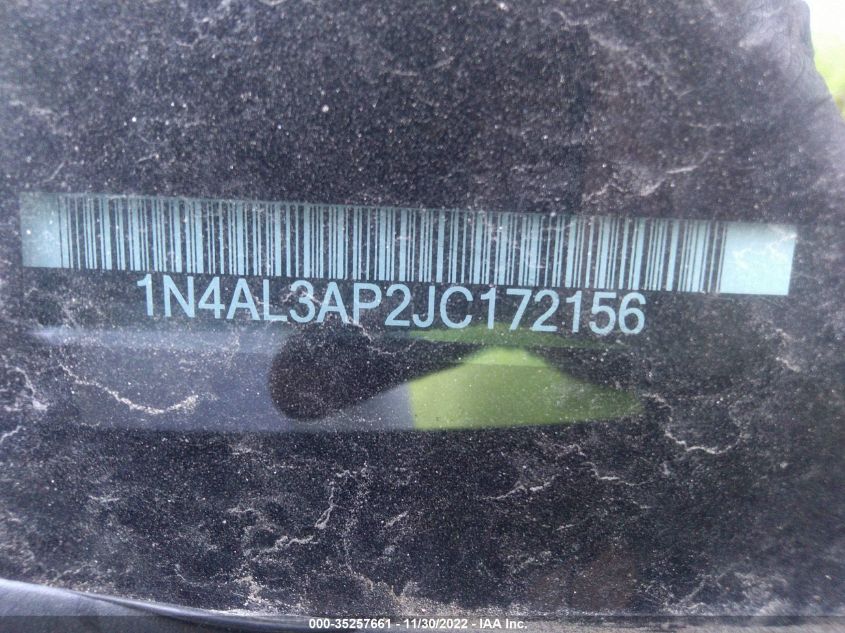 1N4AL3AP2JC172156
000-35257661 - 11/30/2022 - IAA Inc.